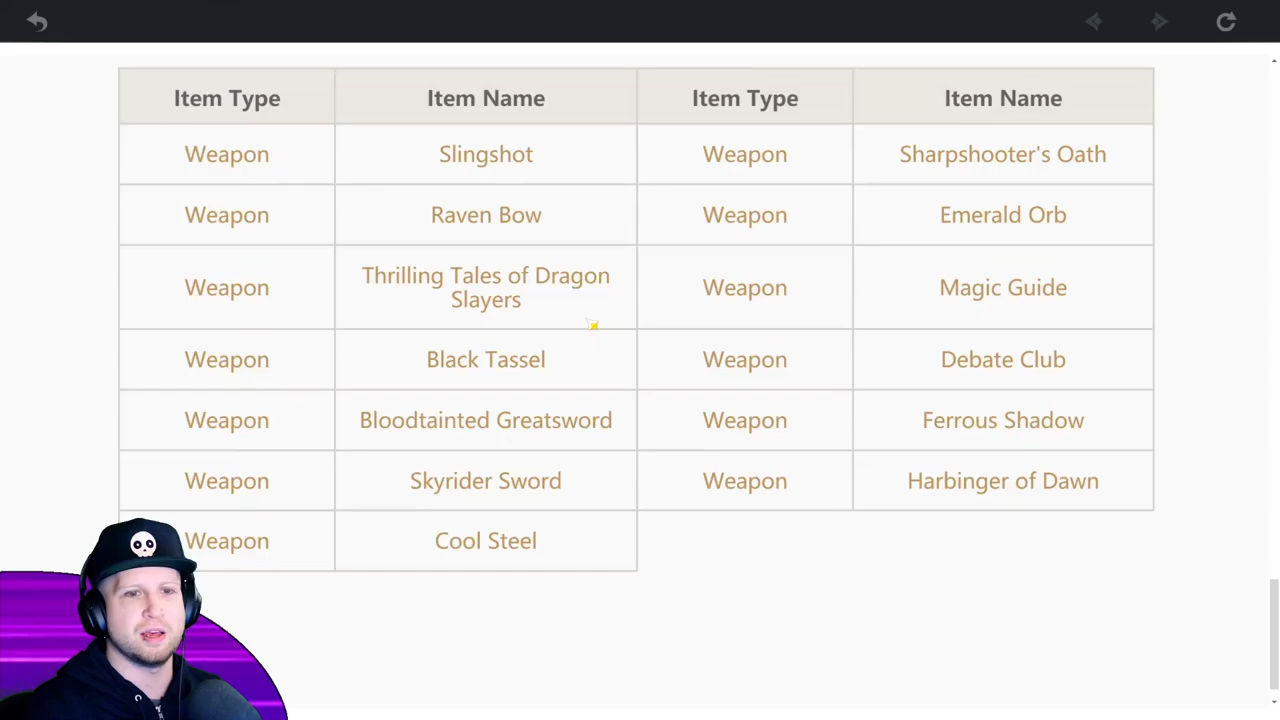 Item Type Item Name Item Type Item Name
Weapon Slingshot Weapon Sharpshooter's Oath
Weapon Raven Bow Weapon Emerald Orb
Weapon Thrilling Tales of Dragon
Slayers Weapon Magic Guide
Weapon Black Tassel Weapon Debate Club
Weapon Bloodtainted Greatsword Weapon Ferrous Shadow
Weapon Skyrider Sword Weapon Harbinger of Dawn
Weapon Cool Steel